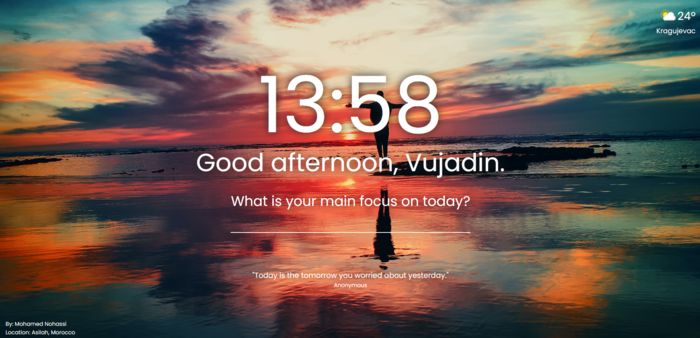 24°
Kragujevac
13:58
Good afternoon, Vujadin.
What is your main focus on today?
"Today is the tomorrow you worried about yesterday."
Anonymous
By: Mohamed Nohassi
Location: Asilah, Morocco